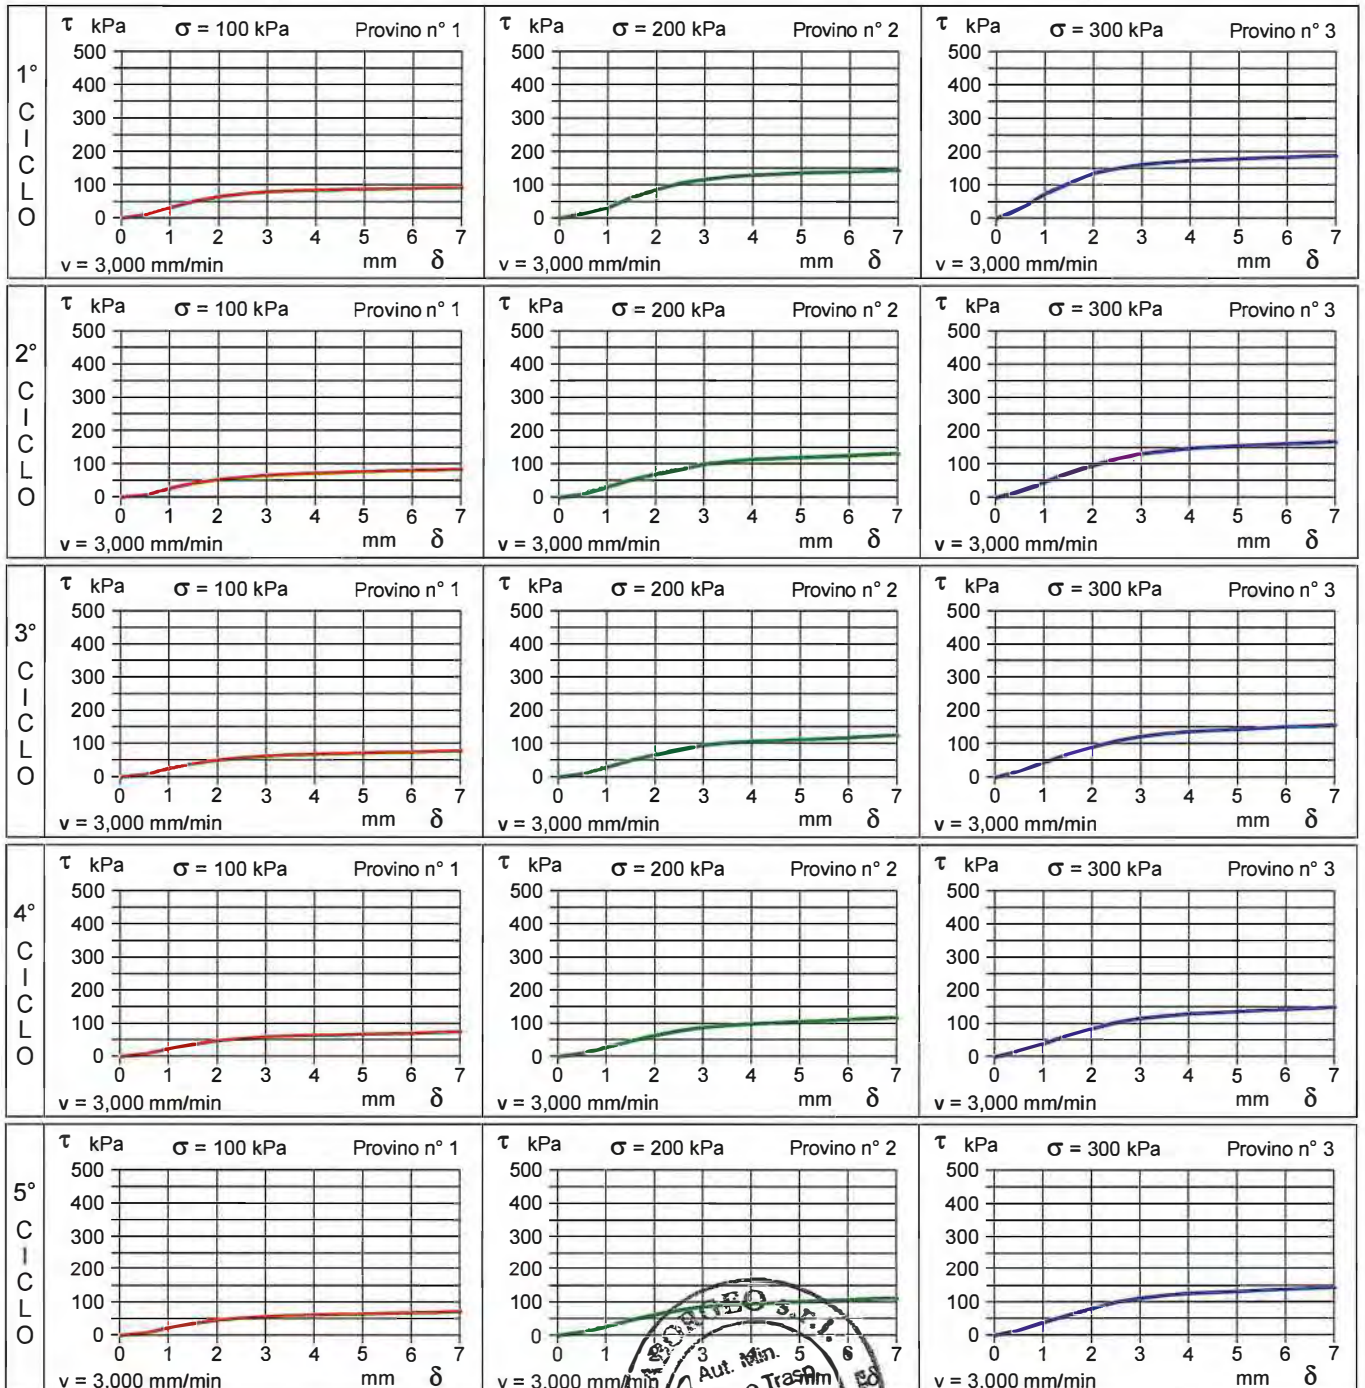 1° CICLO
τ kPa σ = 100 kPa Provino n° 1
500
400
300
200
100
0
0 1 2 3 4 5 6 7
v = 3,000 mm/min mm δ
τ kPa σ = 200 kPa Provino n° 2
500
400
300
200
100
0
0 1 2 3 4 5 6 7
v = 3,000 mm/min mm δ
τ kPa σ = 300 kPa Provino n° 3
500
400
300
200
100
0
0 1 2 3 4 5 6 7
v = 3,000 mm/min mm δ
2° CICLO
τ kPa σ = 100 kPa Provino n° 1
500
400
300
200
100
0
0 1 2 3 4 5 6 7
v = 3,000 mm/min mm δ
τ kPa σ = 200 kPa Provino n° 2
500
400
300
200
100
0
0 1 2 3 4 5 6 7
v = 3,000 mm/min mm δ
τ kPa σ = 300 kPa Provino n° 3
500
400
300
200
100
0
0 1 2 3 4 5 6 7
v = 3,000 mm/min mm δ
3° CICLO
τ kPa σ = 100 kPa Provino n° 1
500
400
300
200
100
0
0 1 2 3 4 5 6 7
v = 3,000 mm/min mm δ
τ kPa σ = 200 kPa Provino n° 2
500
400
300
200
100
0
0 1 2 3 4 5 6 7
v = 3,000 mm/min mm δ
τ kPa σ = 300 kPa Provino n° 3
500
400
300
200
100
0
0 1 2 3 4 5 6 7
v = 3,000 mm/min mm δ
4° CICLO
τ kPa σ = 100 kPa Provino n° 1
500
400
300
200
100
0
0 1 2 3 4 5 6 7
v = 3,000 mm/min mm δ
τ kPa σ = 200 kPa Provino n° 2
500
400
300
200
100
0
0 1 2 3 4 5 6 7
v = 3,000 mm/min mm δ
τ kPa σ = 300 kPa Provino n° 3
500
400
300
200
100
0
0 1 2 3 4 5 6 7
v = 3,000 mm/min mm δ
5° CICLO
τ kPa σ = 100 kPa Provino n° 1
500
400
300
200
100
0
0 1 2 3 4 5 6 7
v = 3,000 mm/min mm δ
τ kPa σ = 200 kPa Provino n° 2
500
400
300
200
100
0
0 1 2 3 4 5 6 7
v = 3,000 mm/min mm δ
s.r.l.
Aut. Min.
Trasp
τ kPa σ = 300 kPa Provino n° 3
500
400
300
200
100
0
0 1 2 3 4 5 6 7
v = 3,000 mm/min mm δ